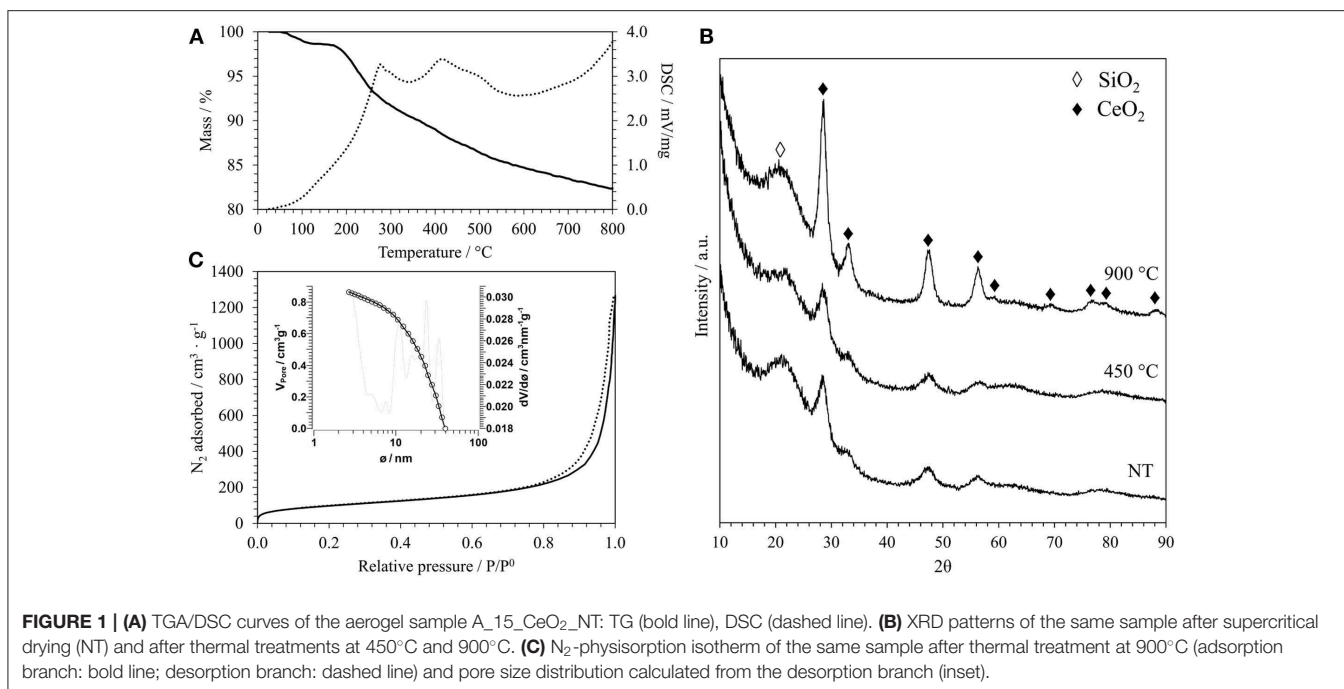 A
100
95
90
85
80
Mass / %
4.0
3.0
2.0
1.0
0.0
DSC / mV/mg
0 100 200 300 400 500 600 700 800
Temperature / °C
C
1400
1200
1000
800
600
400
200
0
N₂ adsorbed / cm³ · g⁻¹
0.0 0.2 0.4 0.6 0.8 1.0
Relative pressure / P/P⁰
0.8
0.6
0.4
0.2
0.0
V_Pore / cm³g⁻¹
0.030
0.028
0.026
0.024
0.022
0.020
0.018
dV/dø / cm³nm⁻¹g⁻¹
1 10 100
ø / nm
B
SiO₂
CeO₂
900 °C
450 °C
NT
Intensity / a.u.
10 20 30 40 50 60 70 80 90
2θ
FIGURE 1 | (A) TGA/DSC curves of the aerogel sample A_15_CeO₂_NT: TG (bold line), DSC (dashed line). (B) XRD patterns of the same sample after supercritical
drying (NT) and after thermal treatments at 450°C and 900°C. (C) N₂-physisorption isotherm of the same sample after thermal treatment at 900°C (adsorption
branch: bold line; desorption branch: dashed line) and pore size distribution calculated from the desorption branch (inset).